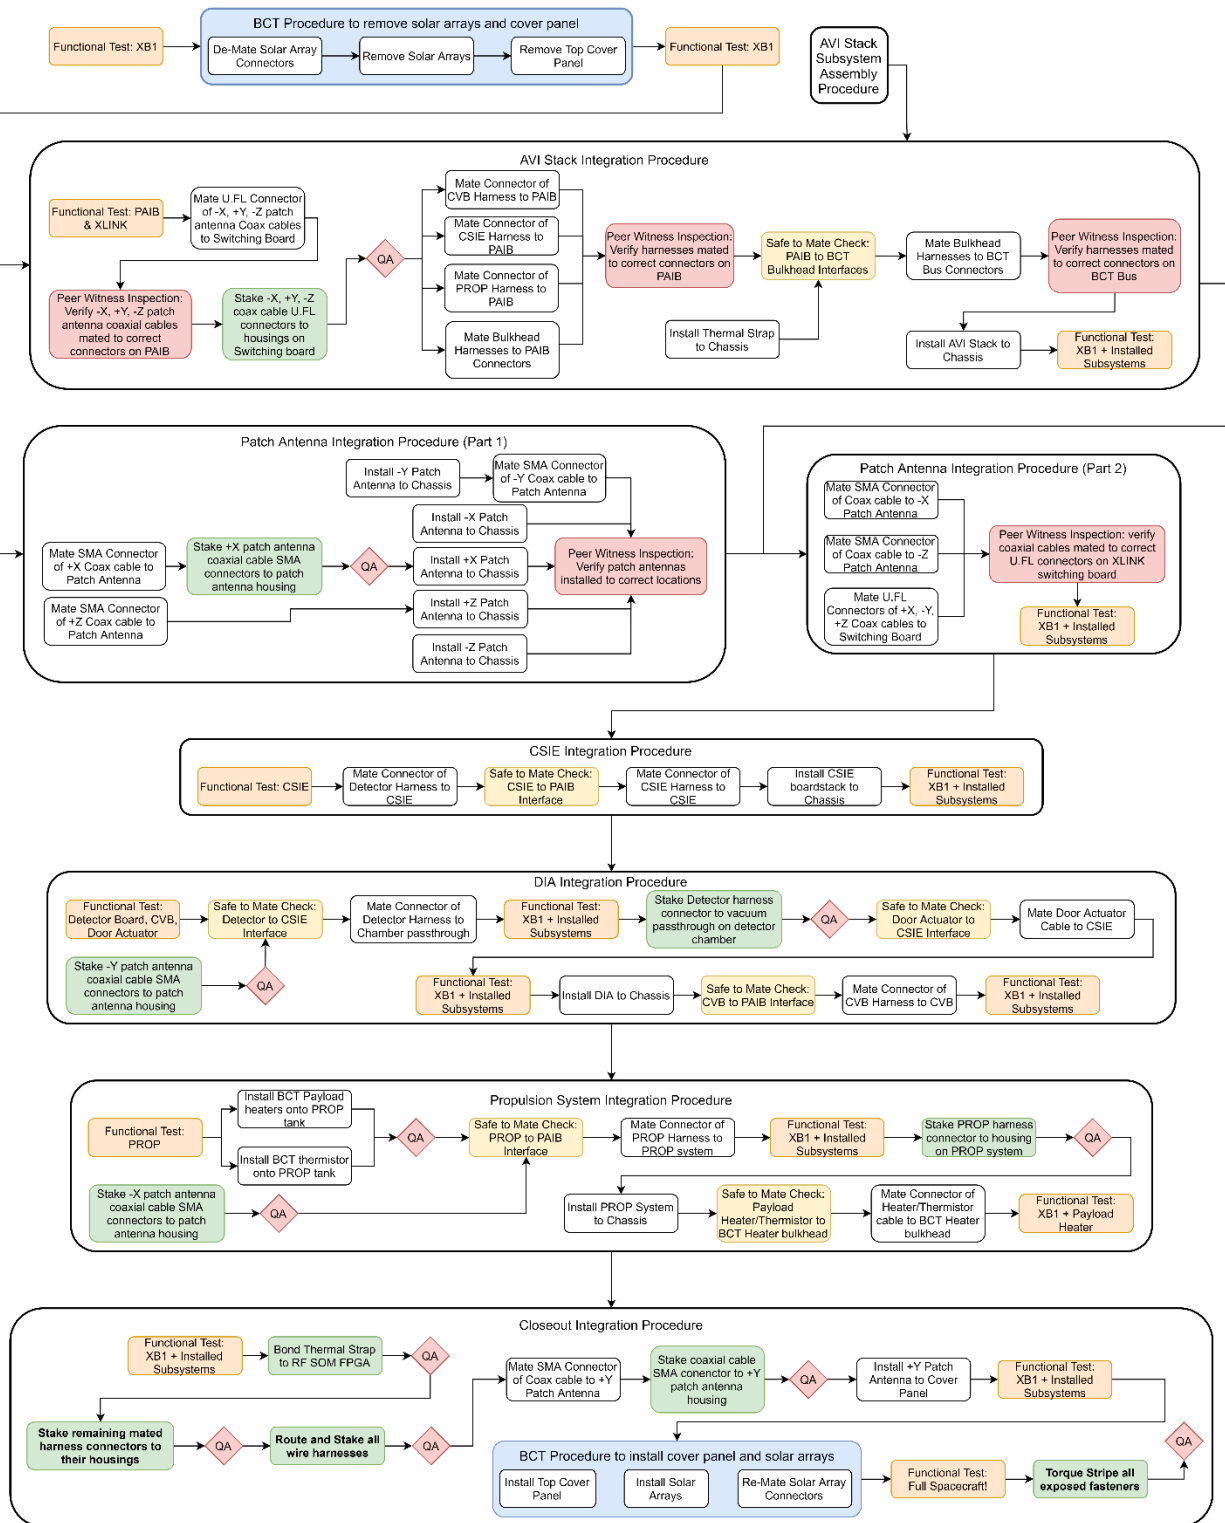 BCT Procedure to remove solar arrays and cover panel
Functional Test: XB1
De-Mate Solar Array
Connectors
Remove Solar Arrays
Remove Top Cover
Panel
Functional Test: XB1
AVI Stack
Subsystem
Assembly
Procedure
AVI Stack Integration Procedure
Functional Test: PAIB
& XLINK
Mate U.FL Connector
of -X, +Y, -Z patch
antenna Coax cables
to Switching Board
Peer Witness Inspection:
Verify -X, +Y, -Z patch
antenna coaxial cables
mated to correct
connectors on PAIB
Stake -X, +Y, -Z
coax cable U.FL
connectors to
housings on
Switching board
QA
Mate Connector of
CVB Harness to PAIB
Mate Connector of
CSIE Harness to
PAIB
Mate Connector of
PROP Harness to
PAIB
Mate Bulkhead
Harnesses to PAIB
Connectors
Peer Witness Inspection:
Verify harnesses mated
to correct connectors on
PAIB
Safe to Mate Check:
PAIB to BCT
Bulkhead Interfaces
Install Thermal Strap
to Chassis
Mate Bulkhead
Harnesses to BCT
Bus Connectors
Peer Witness Inspection:
Verify harnesses mated
to correct connectors on
BCT Bus
Install AVI Stack to
Chassis
Functional Test:
XB1 + Installed
Subsystems
Patch Antenna Integration Procedure (Part 1)
Install -Y Patch
Antenna to Chassis
Mate SMA Connector
of -Y Coax cable to
Patch Antenna
Install -X Patch
Antenna to Chassis
Mate SMA Connector
of +X Coax cable to
Patch Antenna
Stake +X patch antenna
coaxial cable SMA
connectors to patch
antenna housing
QA
Install +X Patch
Antenna to Chassis
Peer Witness Inspection:
Verify patch antennas
installed to correct locations
Mate SMA Connector
of +Z Coax cable to
Patch Antenna
Install +Z Patch
Antenna to Chassis
Install -Z Patch
Antenna to Chassis
Patch Antenna Integration Procedure (Part 2)
Mate SMA Connector
of Coax cable to -X
Patch Antenna
Mate SMA Connector
of Coax cable to -Z
Patch Antenna
Mate U.FL
Connectors of +X, -Y,
+Z Coax cables to
Switching Board
Peer Witness Inspection: verify
coaxial cables mated to correct
U.FL connectors on XLINK
switching board
Functional Test:
XB1 + Installed
Subsystems
CSIE Integration Procedure
Functional Test: CSIE
Mate Connector of
Detector Harness to
CSIE
Safe to Mate Check:
CSIE to PAIB
Interface
Mate Connector of
CSIE Harness to
CSIE
Install CSIE
boardstack to
Chassis
Functional Test:
XB1 + Installed
Subsystems
DIA Integration Procedure
Functional Test:
Detector Board, CVB,
Door Actuator
Safe to Mate Check:
Detector to CSIE
Interface
Mate Connector of
Detector Harness to
Chamber passthrough
Functional Test:
XB1 + Installed
Subsystems
Stake Detector harness
connector to vacuum
passthrough on detector
chamber
QA
Safe to Mate Check:
Door Actuator to
CSIE Interface
Mate Door Actuator
Cable to CSIE
Stake -Y patch antenna
coaxial cable SMA
connectors to patch
antenna housing
QA
Functional Test:
XB1 + Installed
Subsystems
Install DIA to Chassis
Safe to Mate Check:
CVB to PAIB Interface
Mate Connector of
CVB Harness to CVB
Functional Test:
XB1 + Installed
Subsystems
Propulsion System Integration Procedure
Functional Test:
PROP
Install BCT Payload
heaters onto PROP
tank
Install BCT thermistor
onto PROP tank
QA
Safe to Mate Check:
PROP to PAIB
Interface
Mate Connector of
PROP Harness to
PROP system
Functional Test:
XB1 + Installed
Subsystems
Stake PROP harness
connector to housing
on PROP system
QA
Stake -X patch antenna
coaxial cable SMA
connectors to patch
antenna housing
QA
Install PROP System
to Chassis
Safe to Mate Check:
Payload
Heater/Thermistor to
BCT Heater bulkhead
Mate Connector of
Heater/Thermistor
cable to BCT Heater
bulkhead
Functional Test:
XB1 + Payload
Heater
Closeout Integration Procedure
Functional Test:
XB1 + Installed
Subsystems
Bond Thermal Strap
to RF SOM FPGA
QA
Stake remaining mated
harness connectors to
their housings
QA
Route and Stake all
wire harnesses
QA
Mate SMA Connector
of Coax cable to +Y
Patch Antenna
Stake coaxial cable
SMA conenctor to +Y
patch antenna
housing
QA
Install +Y Patch
Antenna to Cover
Panel
Functional Test:
XB1 + Installed
Subsystems
BCT Procedure to install cover panel and solar arrays
Install Top Cover
Panel
Install Solar
Arrays
Re-Mate Solar Array
Connectors
Functional Test:
Full Spacecraft!
Torque Stripe all
exposed fasteners
QA